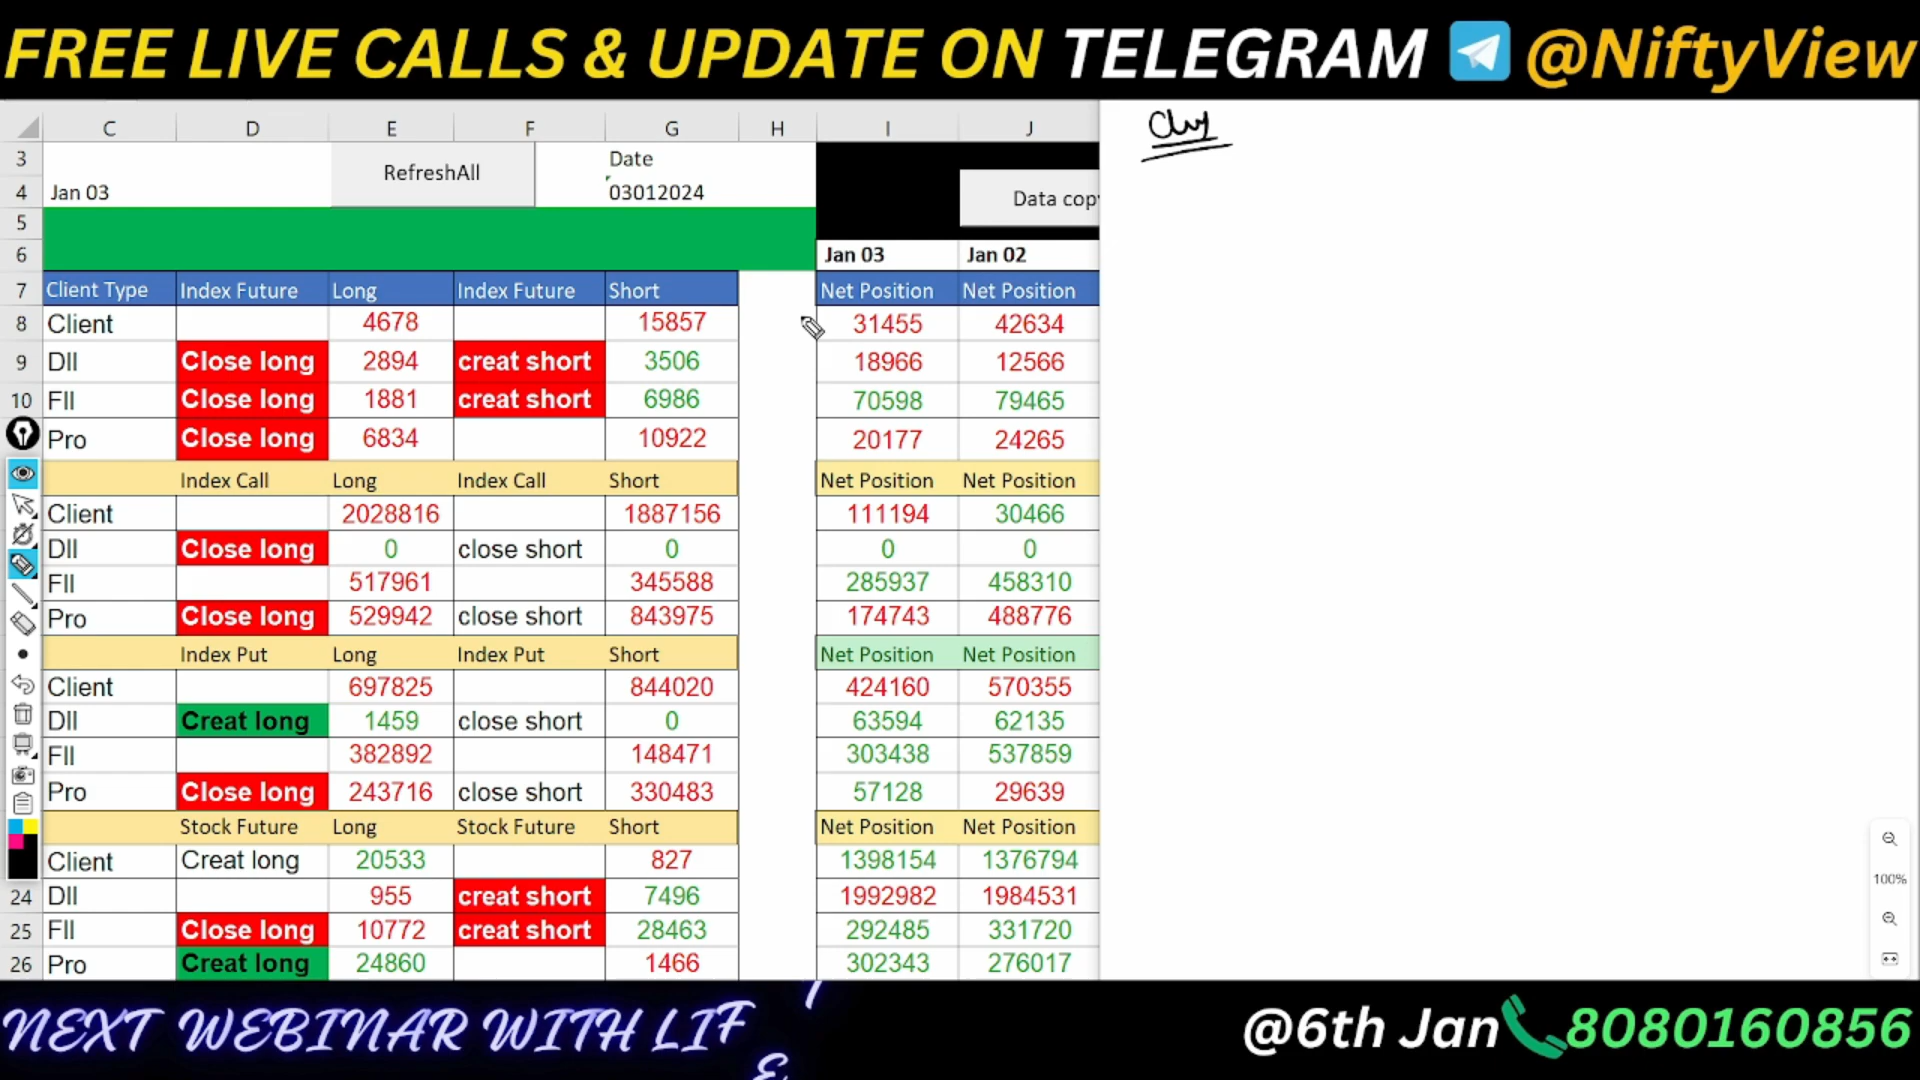 FREE LIVE CALLS & UPDATE ON TELEGRAM @NiftyView
C D E F G H I J
3 RefreshAll Date
4 Jan 03 03012024 Data cop
5
6 Jan 03 Jan 02
7 Client Type Index Future Long Index Future Short Net Position Net Position
8 Client 4678 15857 31455 42634
9 DII Close long 2894 creat short 3506 18966 12566
10 FII Close long 1881 creat short 6986 70598 79465
Pro Close long 6834 10922 20177 24265
Index Call Long Index Call Short Net Position Net Position
Client 2028816 1887156 111194 30466
DII Close long 0 close short 0 0 0
FII 517961 345588 285937 458310
Pro Close long 529942 close short 843975 174743 488776
Index Put Long Index Put Short Net Position Net Position
Client 697825 844020 424160 570355
DII Creat long 1459 close short 0 63594 62135
FII 382892 148471 303438 537859
Pro Close long 243716 close short 330483 57128 29639
Stock Future Long Stock Future Short Net Position Net Position
Client Creat long 20533 827 1398154 1376794
24 DII 955 creat short 7496 1992982 1984531
25 FII Close long 10772 creat short 28463 292485 331720
26 Pro Creat long 24860 1466 302343 276017
100%
NEXT WEBINAR WITH LIFE
@6th Jan 8080160856